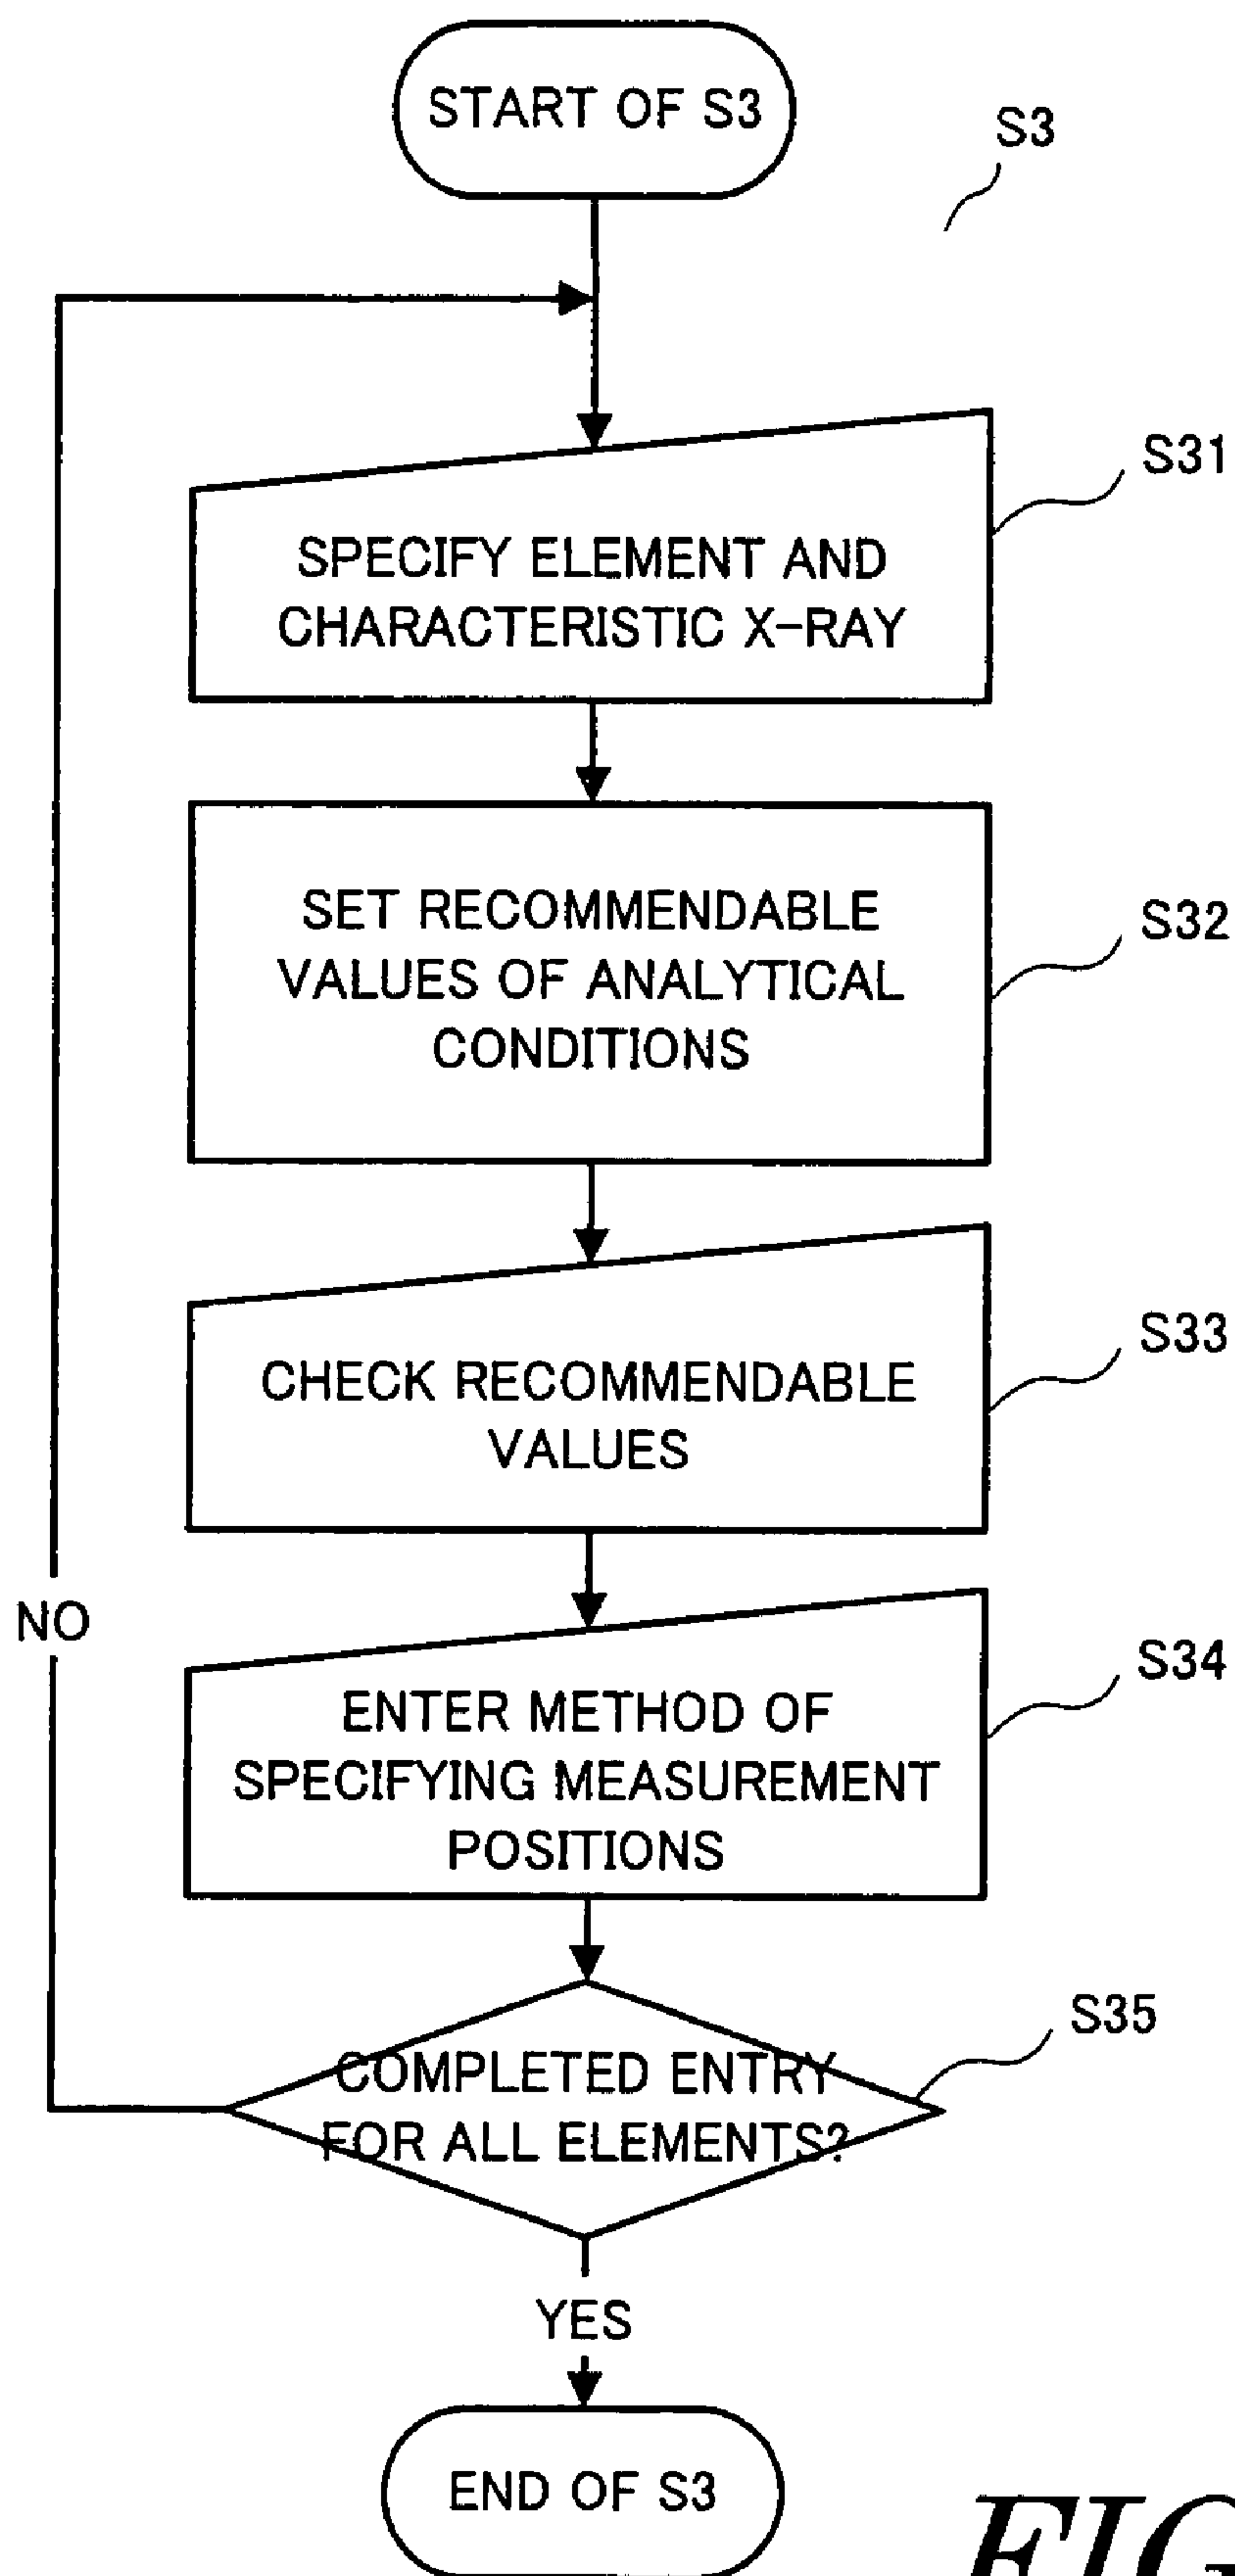 START OF S3
S3
S31
SPECIFY ELEMENT AND
CHARACTERISTIC X-RAY
S32
SET RECOMMENDABLE
VALUES OF ANALYTICAL
CONDITIONS
S33
CHECK RECOMMENDABLE
VALUES
NO
S34
ENTER METHOD OF
SPECIFYING MEASUREMENT
POSITIONS
S35
COMPLETED ENTRY
FOR ALL ELEMENTS?
YES
END OF S3
FIG